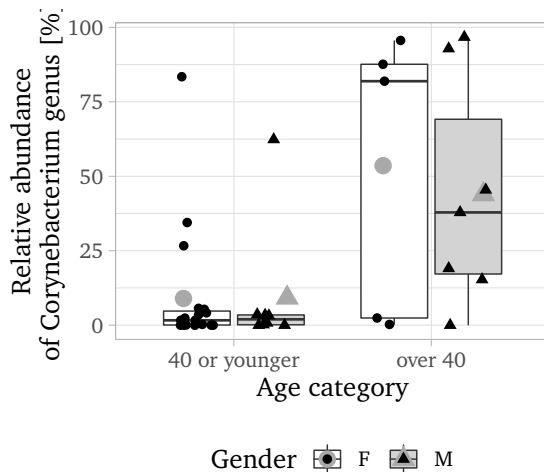 Relative abundance
of Corynebacterium genus [%]
100
75
50
25
0
40 or younger
over 40
Age category
Gender F M